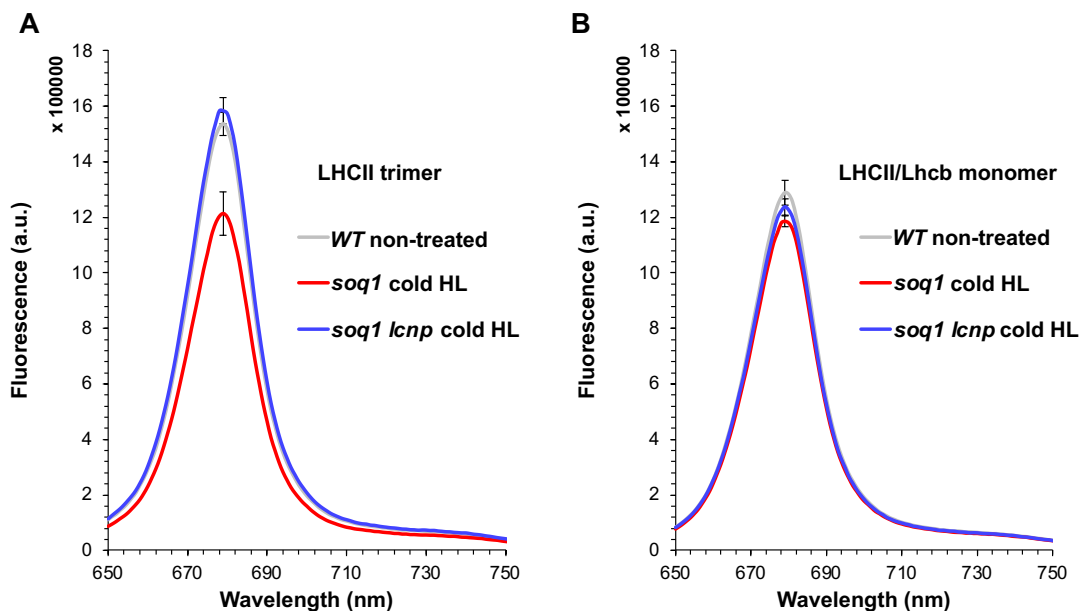 A
x 100000
Fluorescence (a.u.)
18
16
14
12
10
8
6
4
2
0
LHCII trimer
WT non-treated
soq1 cold HL
soq1 lcnp cold HL
650 670 690 710 730 750
Wavelength (nm)
B
x 100000
Fluorescence (a.u.)
18
16
14
12
10
8
6
4
2
0
LHCII/Lhcb monomer
WT non-treated
soq1 cold HL
soq1 lcnp cold HL
650 670 690 710 730 750
Wavelength (nm)